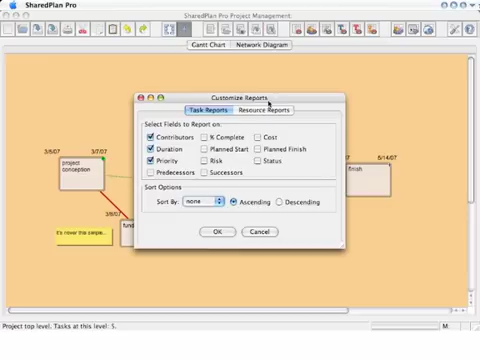 SharedPlan Pro
SharedPlan Pro Project Management
Gantt Chart Network Diagram
Customize Reports
Task Reports Resource Reports
Select Fields to Report on:
Contributors % Complete Cost
Duration Planned Start Planned Finish
Priority Risk Status
Predecessors Successors
Sort Options
Sort By: none Ascending Descending
OK Cancel
3/6/07 3/7/07
project
conception
3/8/07
It's never this simple...
5/14/07
finish
Project top level. Tasks at this level: 5.
M.